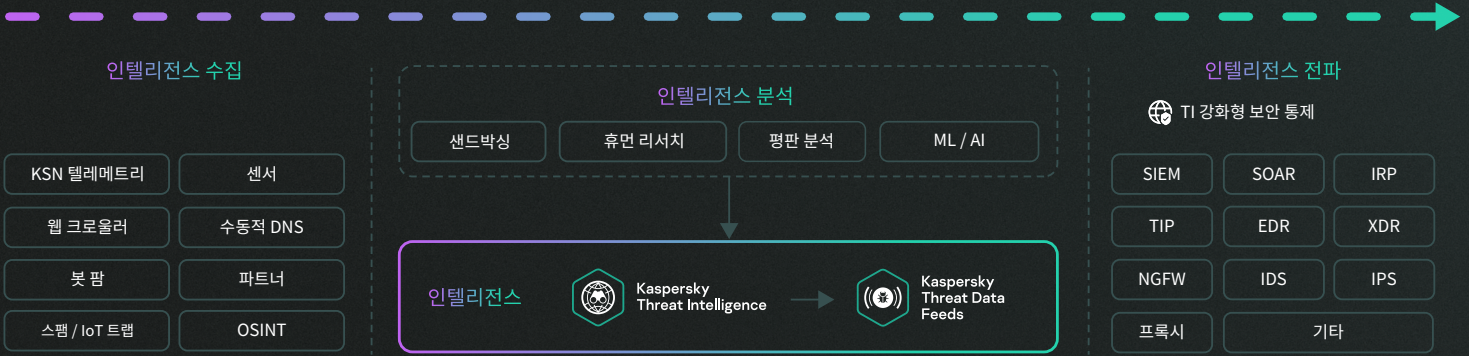 인텔리전스 수집
KSN 텔레메트리
센서
웹 크로울러
수동적 DNS
봇 팜
파트너
스팸 / IoT 트랩
OSINT
인텔리전스 분석
샌드박싱
휴먼 리서치
평판 분석
ML / AI
인텔리전스
Kaspersky
Threat Intelligence
Kaspersky
Threat Data
Feeds
인텔리전스 전파
TI 강화형 보안 통제
SIEM
SOAR
IRP
TIP
EDR
XDR
NGFW
IDS
IPS
프록시
기타